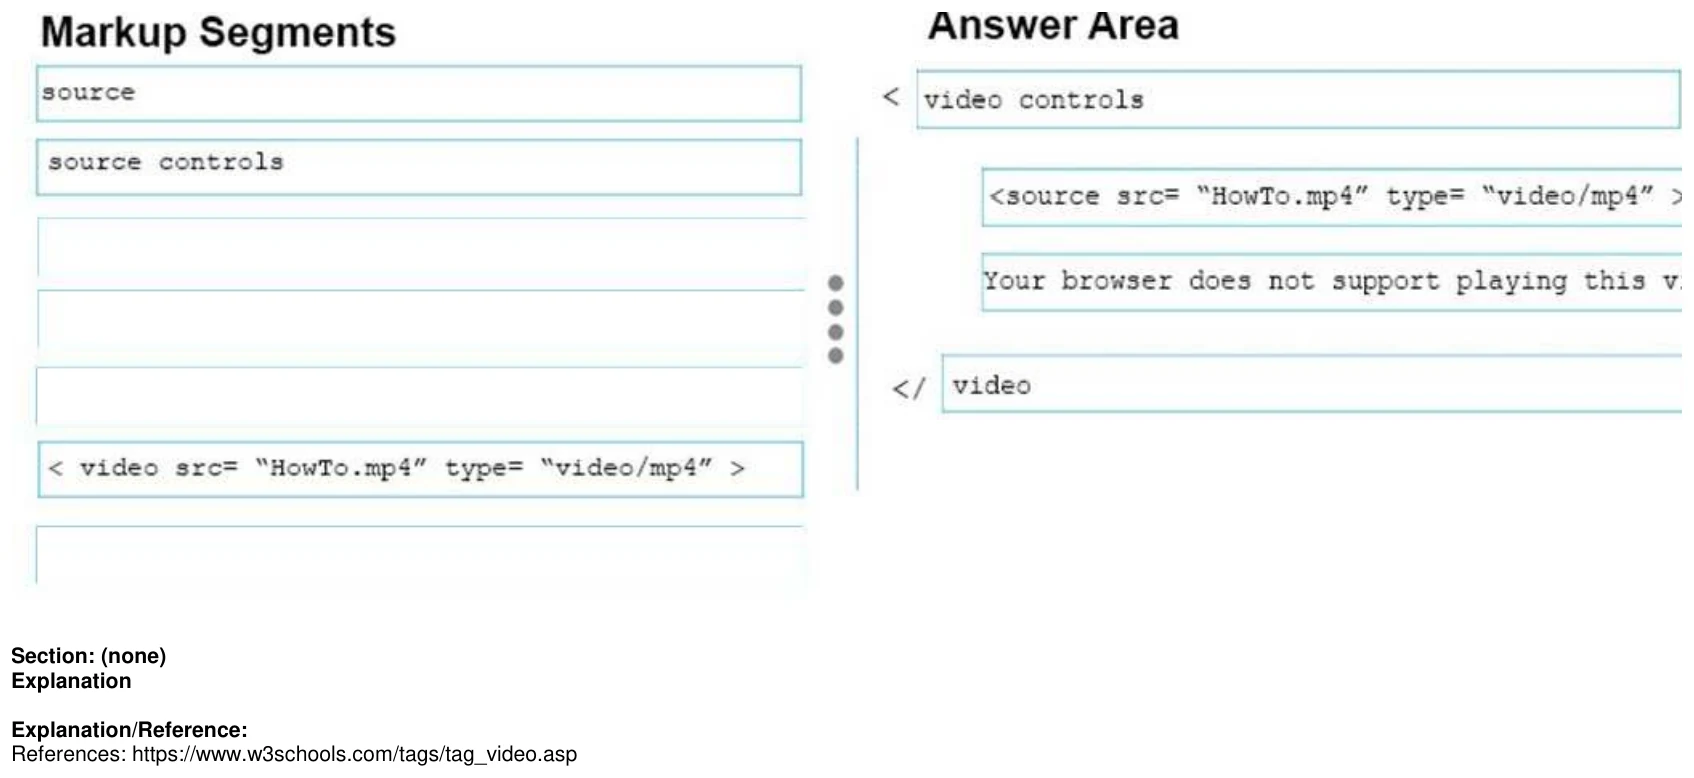 Markup Segments
source
source controls
< video src= “HowTo.mp4” type= “video/mp4” >
Answer Area
< video controls
<source src= “HowTo.mp4” type= “video/mp4” >
Your browser does not support playing this
</ video
Section: (none)
Explanation
Explanation/Reference:
References: https://www.w3schools.com/tags/tag_video.asp